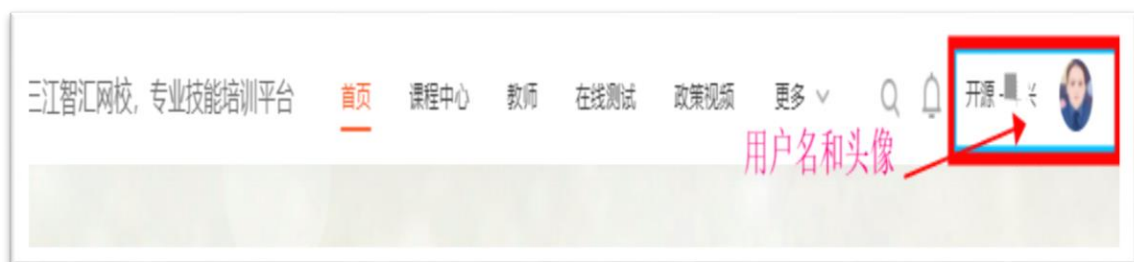 三江智汇网校, 专业技能培训平台 首页 课程中心 教师 在线测试 政策视频 更多 开源 -
用户名和头像